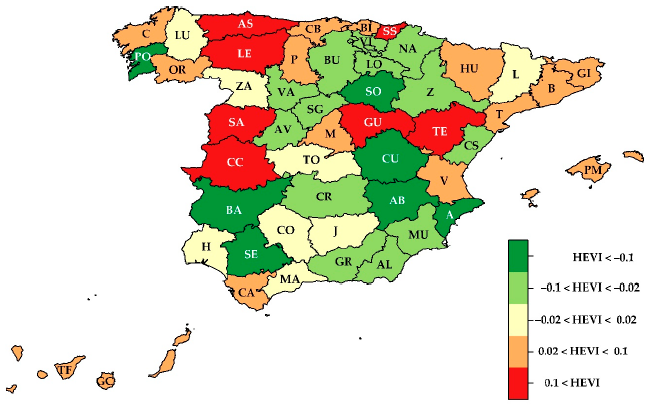 AS
CB
BI
SS
C
LU
VI
NA
PO
LE
OR
P
BU
LO
HU
L
GI
B
ZA
VA
SO
Z
T
SG
SA
AV
M
GU
TE
CS
PM
CC
TO
CU
V
BA
CR
AB
A
H
CO
J
MU
SE
GR
AL
CA
MA
TF
GC
HEVI < –0.1
–0.1 < HEVI < –0.02
–0.02 < HEVI < 0.02
0.02 < HEVI < 0.1
0.1 < HEVI